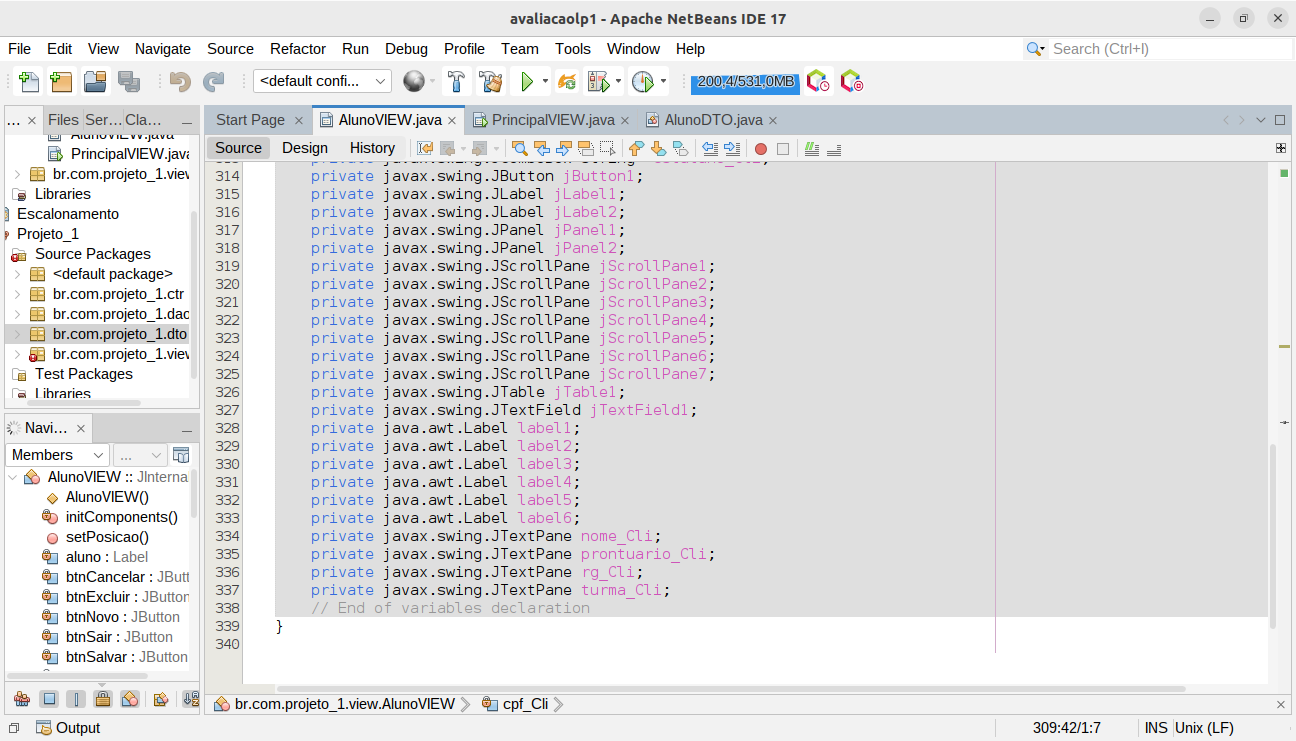 avaliacaolp1 - Apache NetBeans IDE 17
File Edit View Navigate Source Refactor Run Debug Profile Team Tools Window Help
Search (Ctrl+I)
<default confi...
200,4/531,0MB
... Files Ser... Cla...
AlunoVIEW.java
PrincipalVIEW.java
br.com.projeto_1.view
Libraries
Escalonamento
Projeto_1
Source Packages
<default package>
br.com.projeto_1.ctr
br.com.projeto_1.dao
br.com.projeto_1.dto
br.com.projeto_1.view
Test Packages
Libraries
Navi...
Members
...
AlunoVIEW :: JInterna
AlunoVIEW()
initComponents()
setPosicao()
aluno : Label
btnCancelar : JButt
btnExcluir : JButton
btnNovo : JButton
btnSair : JButton
btnSalvar : JButton
Start Page AlunoVIEW.java PrincipalVIEW.java AlunoDTO.java
Source Design History
314 private javax.swing.JButton jButton1;
315 private javax.swing.JLabel jLabel1;
316 private javax.swing.JLabel jLabel2;
317 private javax.swing.JPanel jPanel1;
318 private javax.swing.JPanel jPanel2;
319 private javax.swing.JScrollPane jScrollPane1;
320 private javax.swing.JScrollPane jScrollPane2;
321 private javax.swing.JScrollPane jScrollPane3;
322 private javax.swing.JScrollPane jScrollPane4;
323 private javax.swing.JScrollPane jScrollPane5;
324 private javax.swing.JScrollPane jScrollPane6;
325 private javax.swing.JScrollPane jScrollPane7;
326 private javax.swing.JTable jTable1;
327 private javax.swing.JTextField jTextField1;
328 private java.awt.Label label1;
329 private java.awt.Label label2;
330 private java.awt.Label label3;
331 private java.awt.Label label4;
332 private java.awt.Label label5;
333 private java.awt.Label label6;
334 private javax.swing.JTextPane nome_Cli;
335 private javax.swing.JTextPane prontuario_Cli;
336 private javax.swing.JTextPane rg_Cli;
337 private javax.swing.JTextPane turma_Cli;
338 // End of variables declaration
339 }
340
br.com.projeto_1.view.AlunoVIEW cpf_Cli
Output
309:42/1:7 INS Unix (LF)